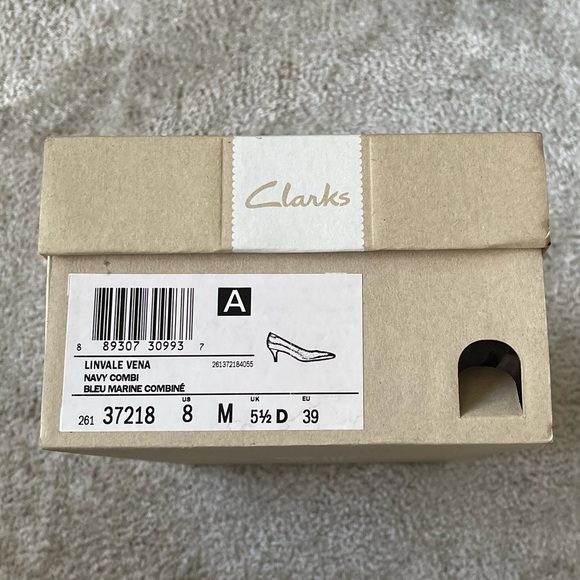 Clarks
A
8 89307 30993 7
LINVALE VENA 261372184055
NAVY COMBI
BLEU MARINE COMBINÉ
US UK EU
261 37218 8 M 5½ D 39